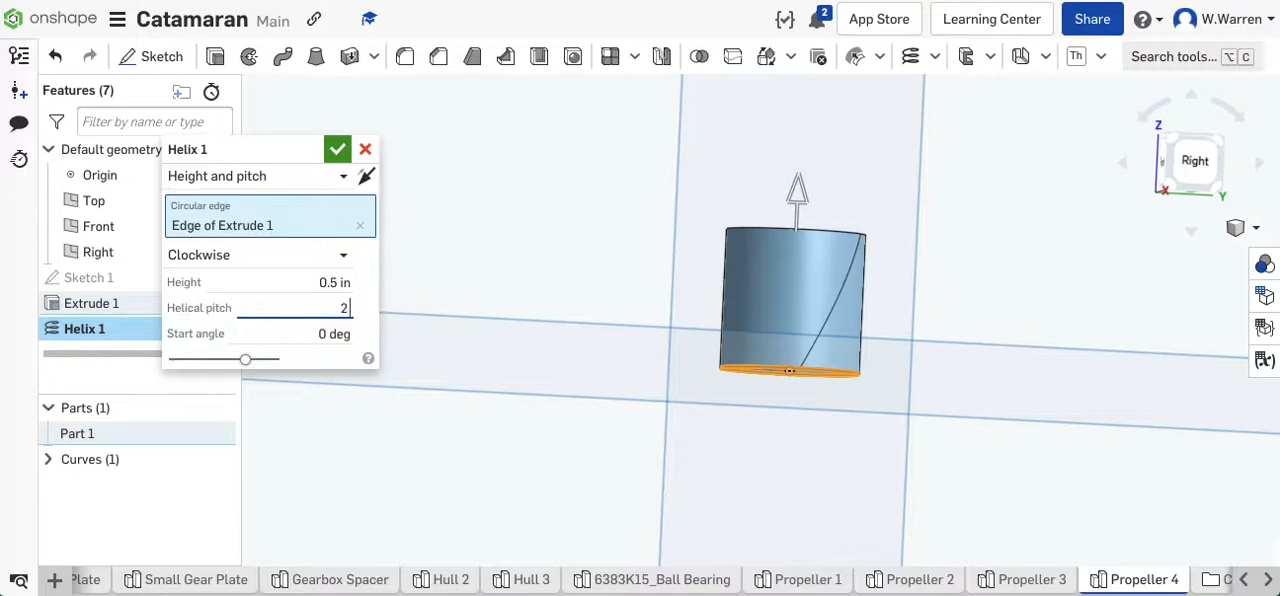 onshape Catamaran Main 2 App Store Learning Center Share W.Warren
Sketch Th Search tools... ⌥ C
Features (7)
Filter by name or type
Default geometry
Origin
Top
Front
Right
Sketch 1
Extrude 1
Helix 1
Parts (1)
Part 1
Curves (1)
Helix 1
Height and pitch
Circular edge
Edge of Extrude 1
Clockwise
Height 0.5 in
Helical pitch 2
Start angle 0 deg
Z
Right
X
Y
Plate Small Gear Plate Gearbox Spacer Hull 2 Hull 3 6383K15_Ball Bearing Propeller 1 Propeller 2 Propeller 3 Propeller 4 C